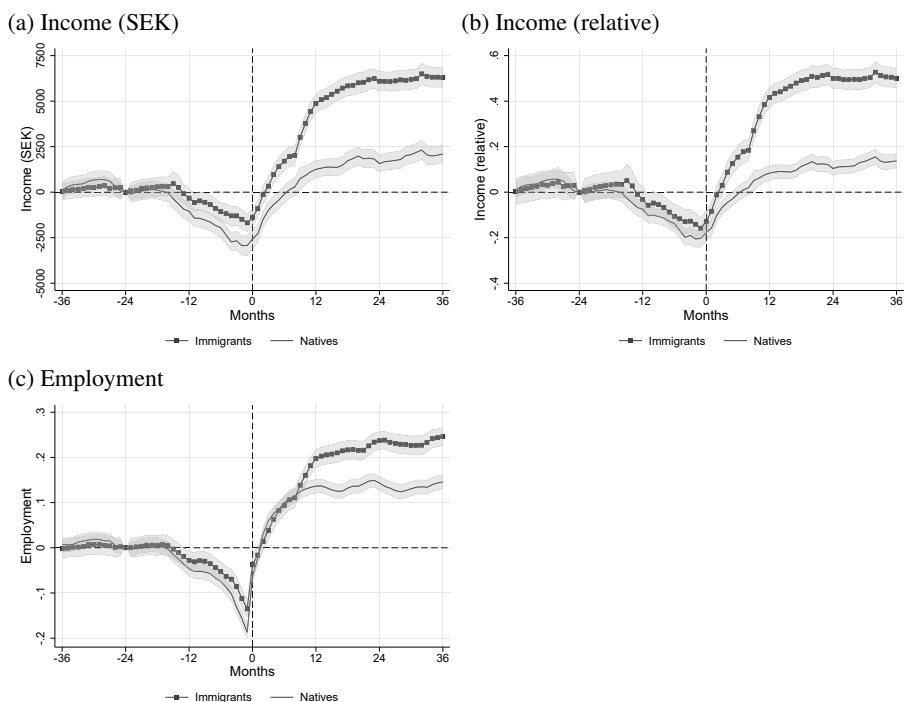 (a) Income (SEK)
Income (SEK)
7500
5000
2500
0
-2500
-5000
-36 -24 -12 0 12 24 36
Months
Immigrants Natives
(b) Income (relative)
Income (relative)
.6
.4
.2
0
-.2
-.4
-36 -24 -12 0 12 24 36
Months
Immigrants Natives
(c) Employment
Employment
.3
.2
.1
0
-.1
-.2
-36 -24 -12 0 12 24 36
Months
Immigrants Natives